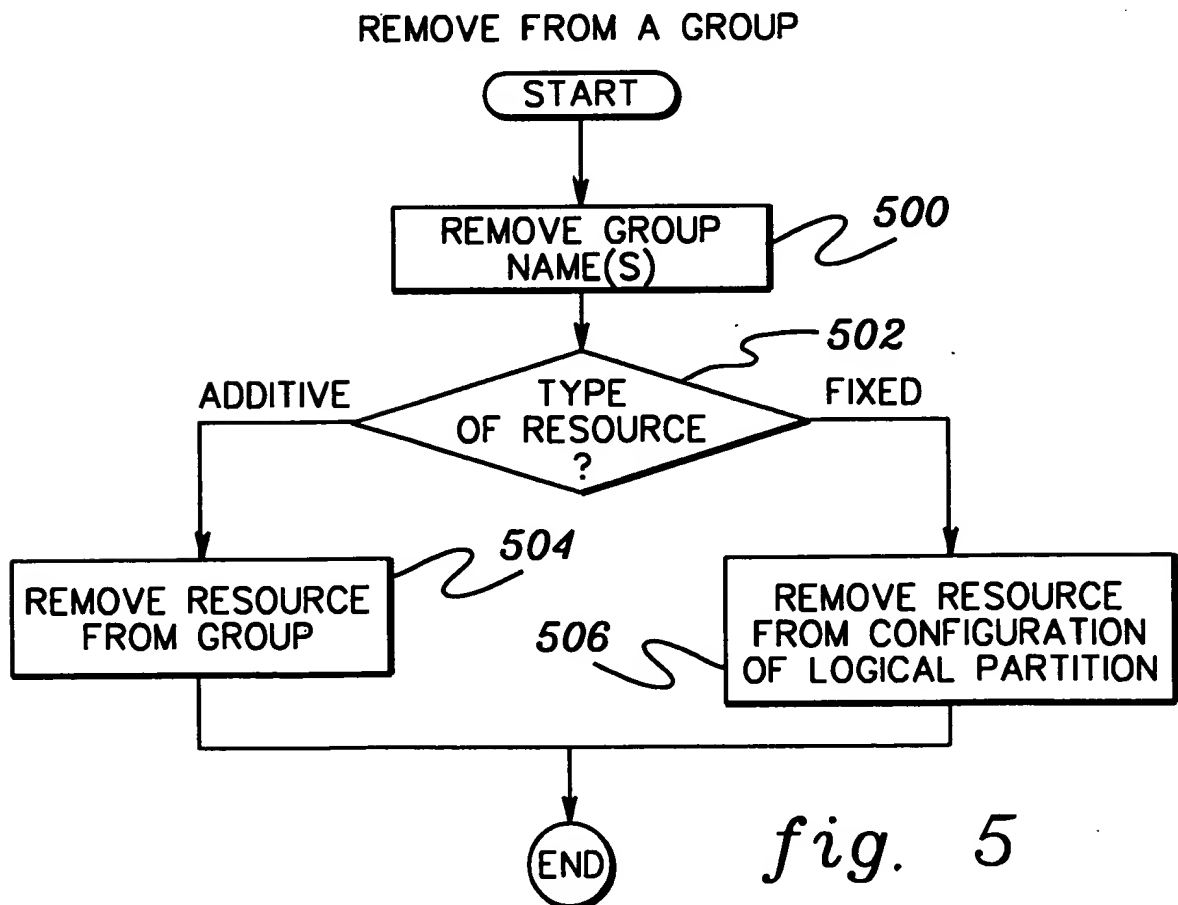 REMOVE FROM A GROUP
START
REMOVE GROUP
NAME(S)
500
502
ADDITIVE
TYPE
OF RESOURCE
?
FIXED
504
REMOVE RESOURCE
FROM GROUP
506
REMOVE RESOURCE
FROM CONFIGURATION
OF LOGICAL PARTITION
END
fig. 5